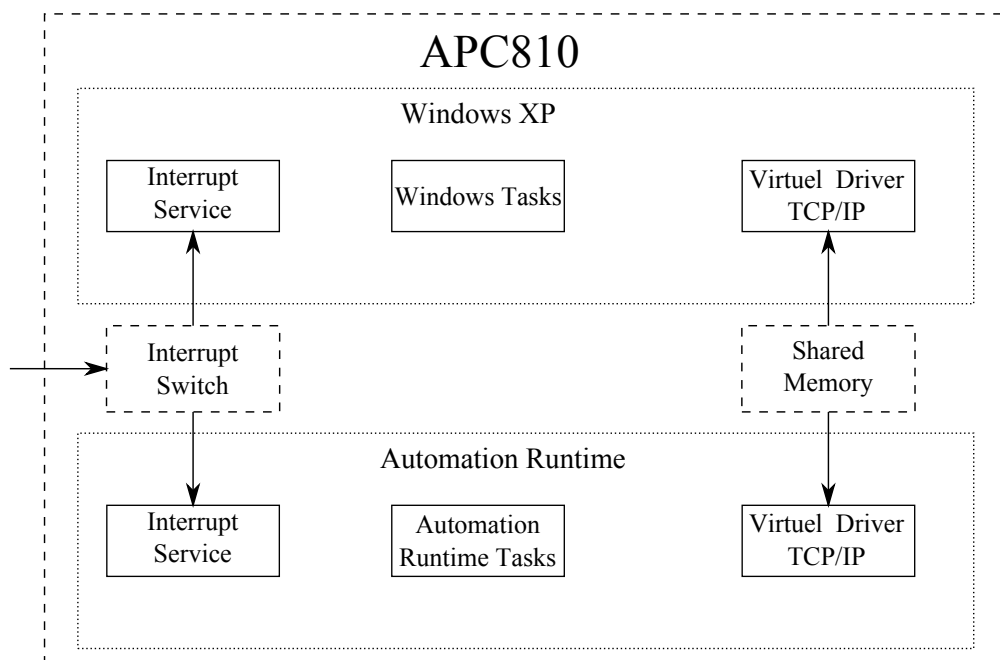 APC810
Windows XP
Interrupt
Service
Windows Tasks
Virtuel Driver
TCP/IP
Interrupt
Switch
Shared
Memory
Automation Runtime
Interrupt
Service
Automation
Runtime Tasks
Virtuel Driver
TCP/IP